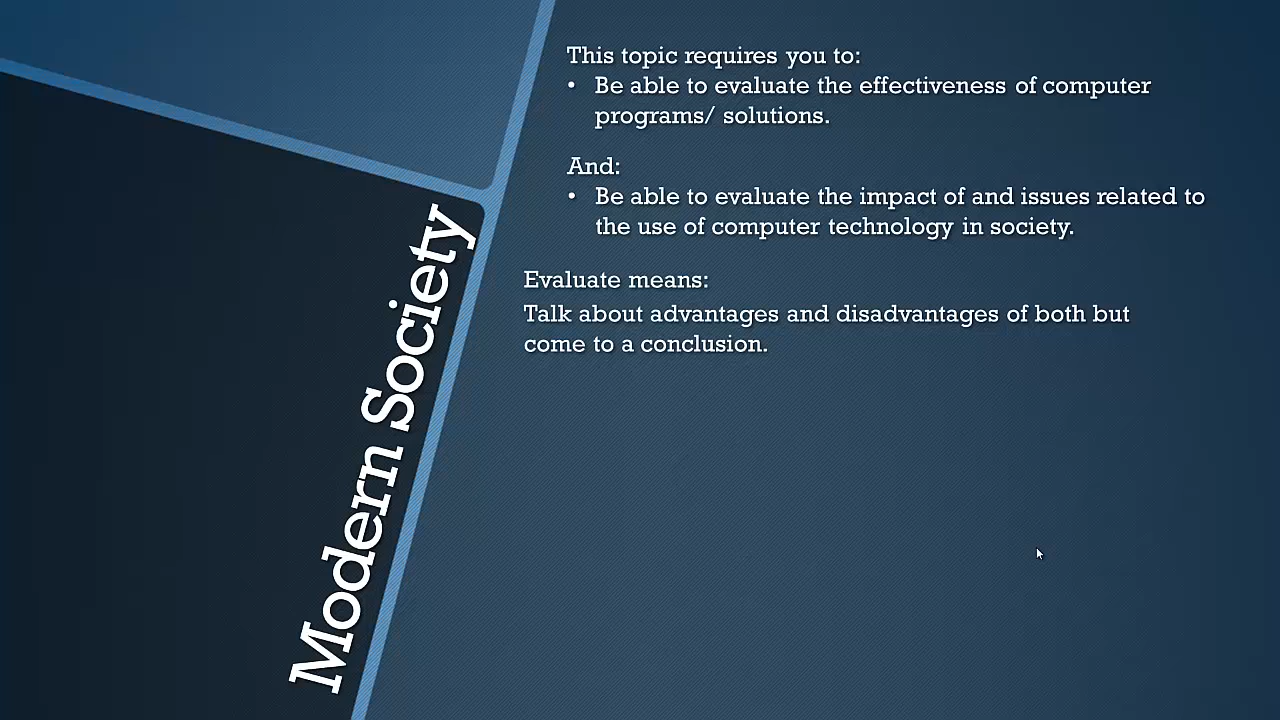 Modern Society
This topic requires you to:
• Be able to evaluate the effectiveness of computer
programs/ solutions.
And:
• Be able to evaluate the impact of and issues related to
the use of computer technology in society.
Evaluate means:
Talk about advantages and disadvantages of both but
come to a conclusion.